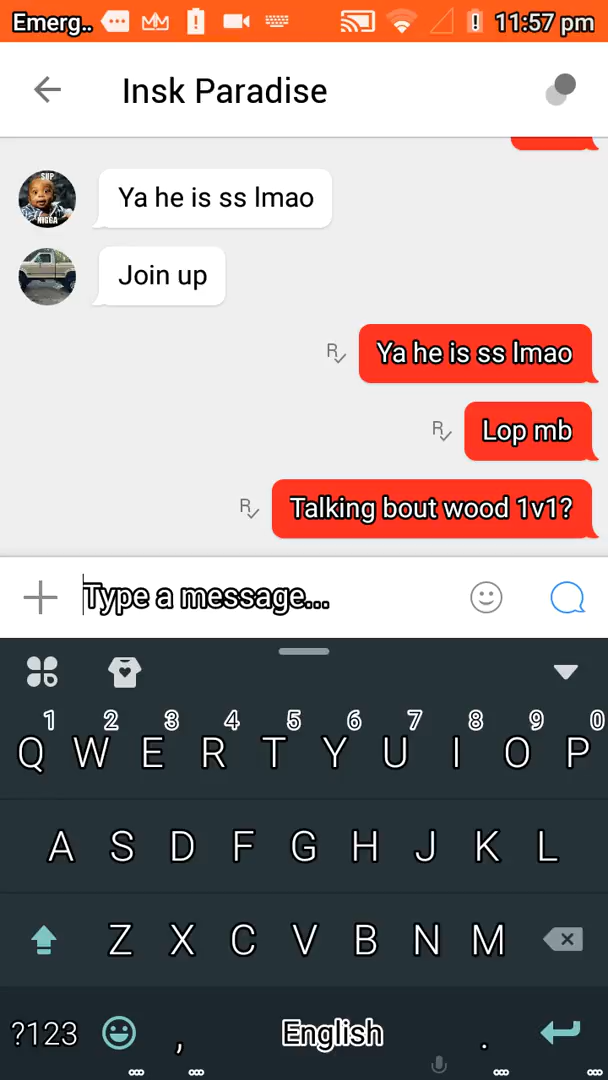 Emerg.. ! ! 11:57 pm
Insk Paradise
SUP
NIGGA
Ya he is ss lmao
Join up
R Ya he is ss lmao
R Lop mb
R Talking bout wood 1v1?
Type a message...
1 2 3 4 5 6 7 8 9 0
Q W E R T Y U I O P
A S D F G H J K L
Z X C V B N M
?123 , English .